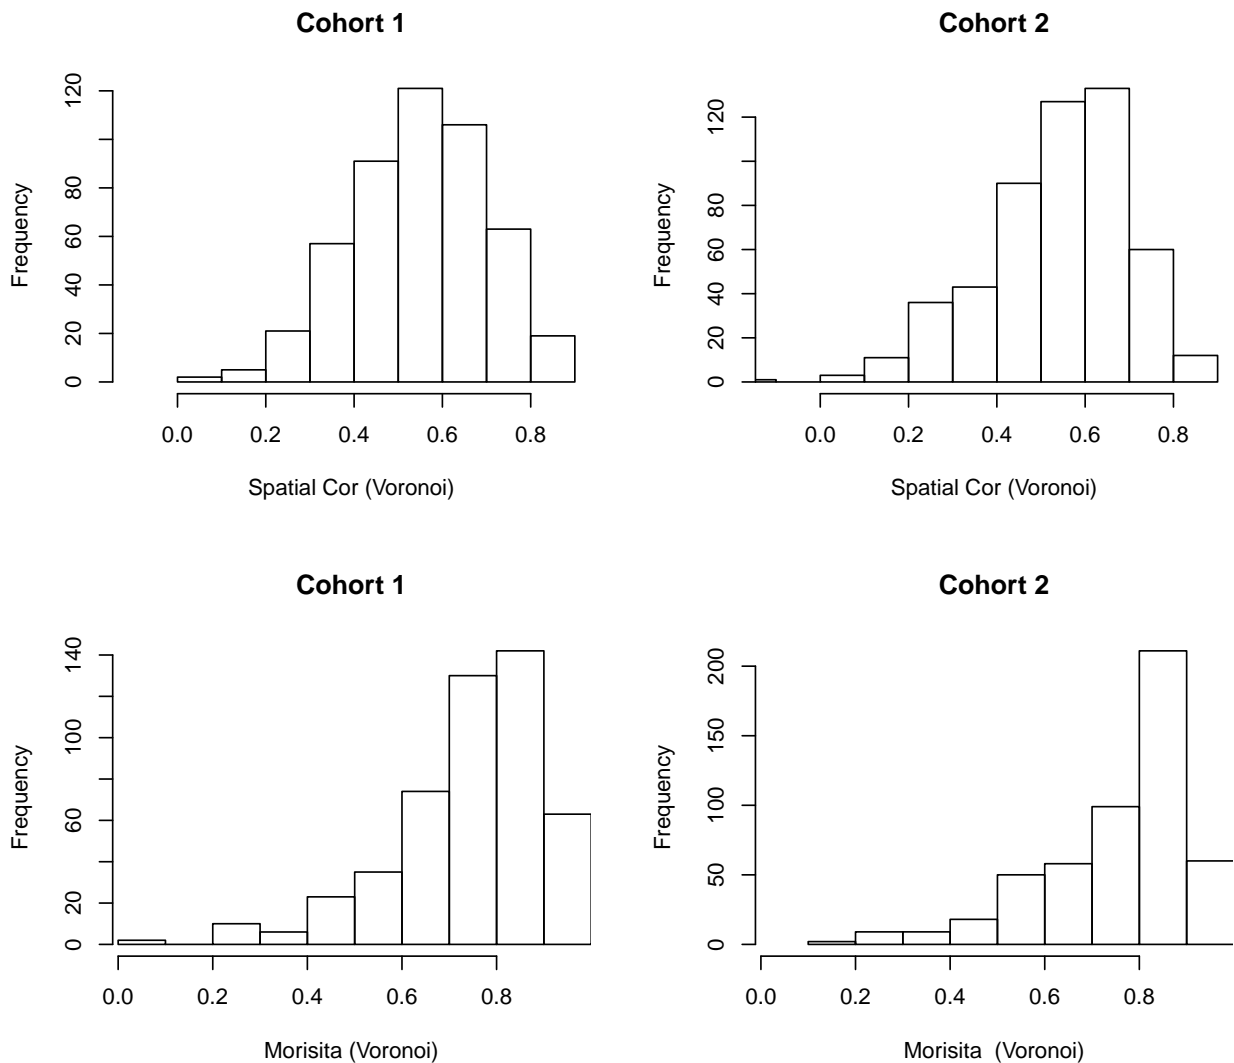 Cohort 1
Frequency
0 20 40 60 80 120
0.0 0.2 0.4 0.6 0.8
Spatial Cor (Voronoi)
Cohort 2
Frequency
0 20 40 60 80 120
0.0 0.2 0.4 0.6 0.8
Spatial Cor (Voronoi)
Cohort 1
Frequency
0 20 60 100 140
0.0 0.2 0.4 0.6 0.8
Morisita (Voronoi)
Cohort 2
Frequency
0 50 100 150 200
0.0 0.2 0.4 0.6 0.8
Morisita  (Voronoi)